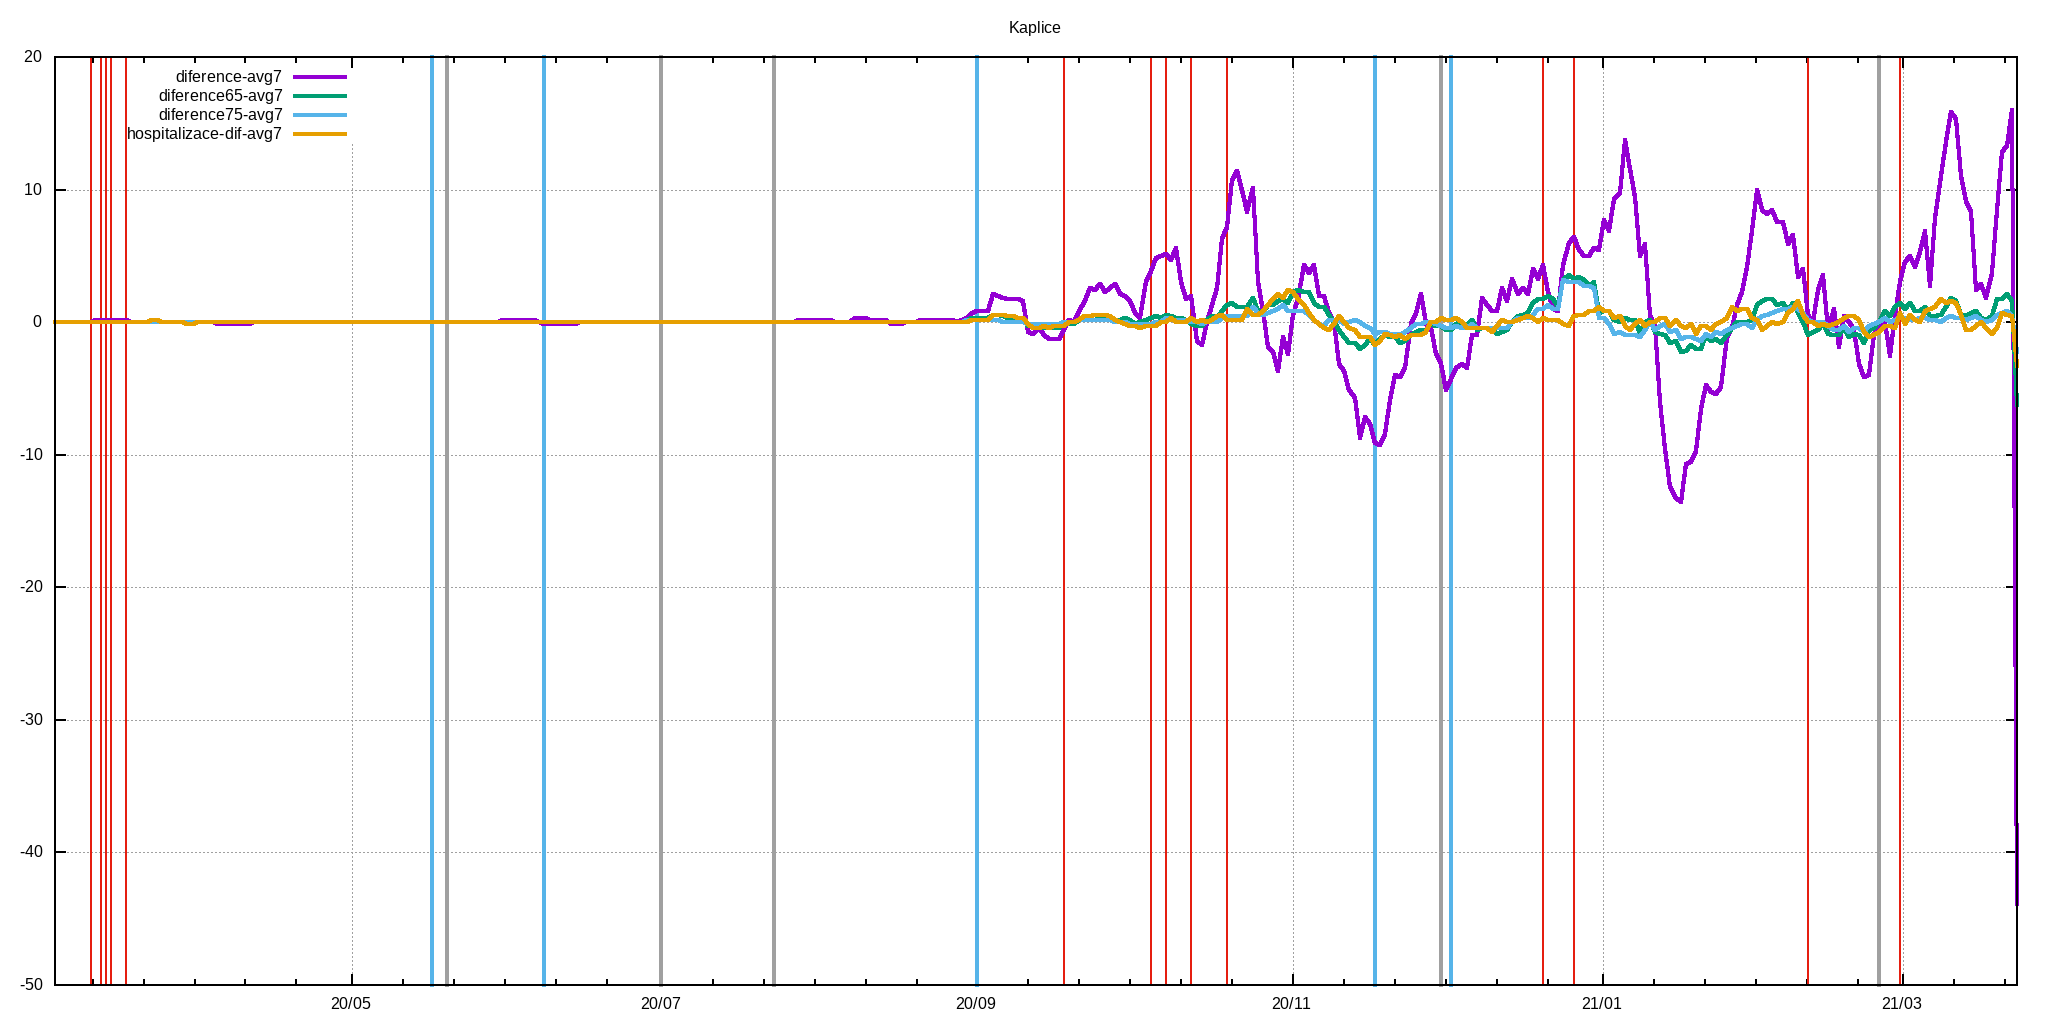 Kaplice
20
diference-avg7
diference65-avg7
diference75-avg7
hospitalizace-dif-avg7
10
0
-10
-20
-30
-40
-50
20/05 20/07 20/09 20/11 21/01 21/03